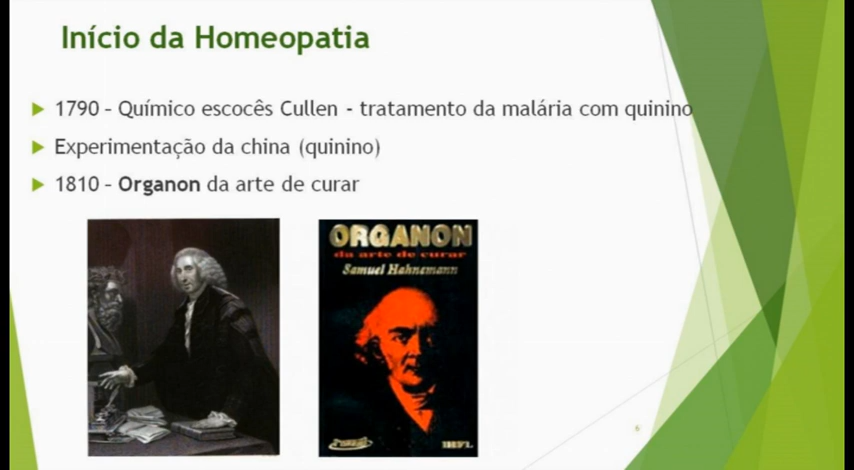 Início da Homeopatia
1790 – Químico escocês Cullen - tratamento da malária com quinino
Experimentação da china (quinino)
1810 – Organon da arte de curar
ORGANON
da arte de curar
Samuel Hahnemann
6